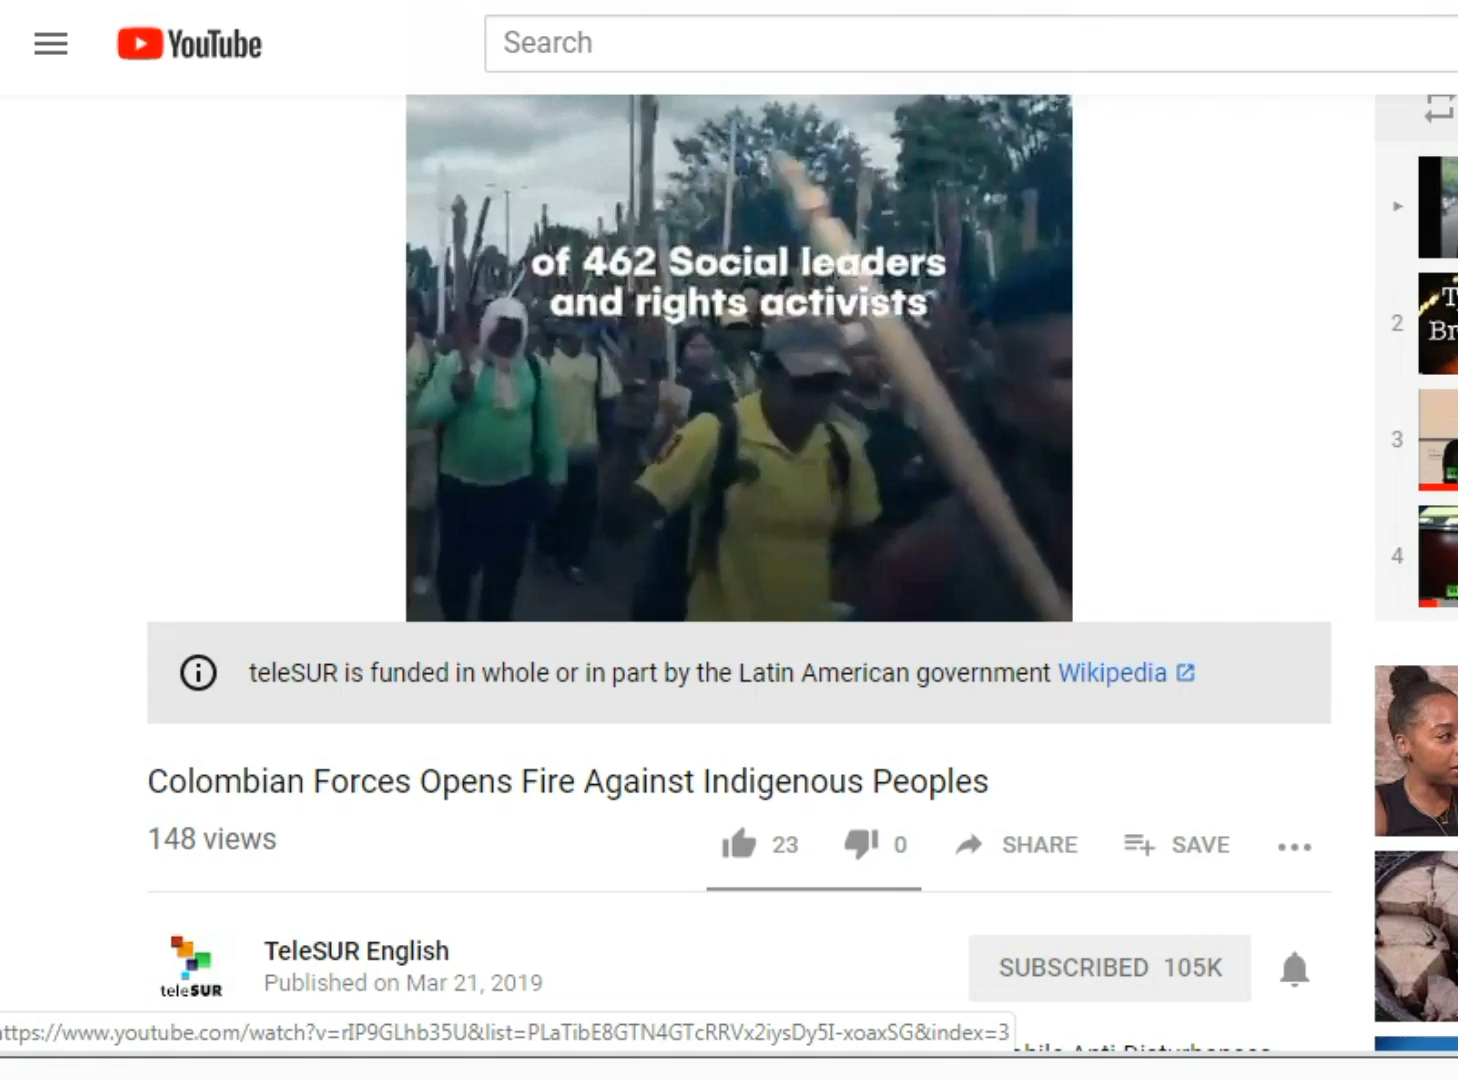 YouTube
Search
of 462 Social leaders
and rights activists
2
3
4
teleSUR is funded in whole or in part by the Latin American government Wikipedia
Colombian Forces Opens Fire Against Indigenous Peoples
148 views
23
0
SHARE
SAVE
TeleSUR English
Published on Mar 21, 2019
teleSUR
SUBSCRIBED 105K
ttps://www.youtube.com/watch?v=rIP9GLhb35U&list=PLaTibE8GTN4GTcRRVx2iysDy5I-xoaxSG&index=3